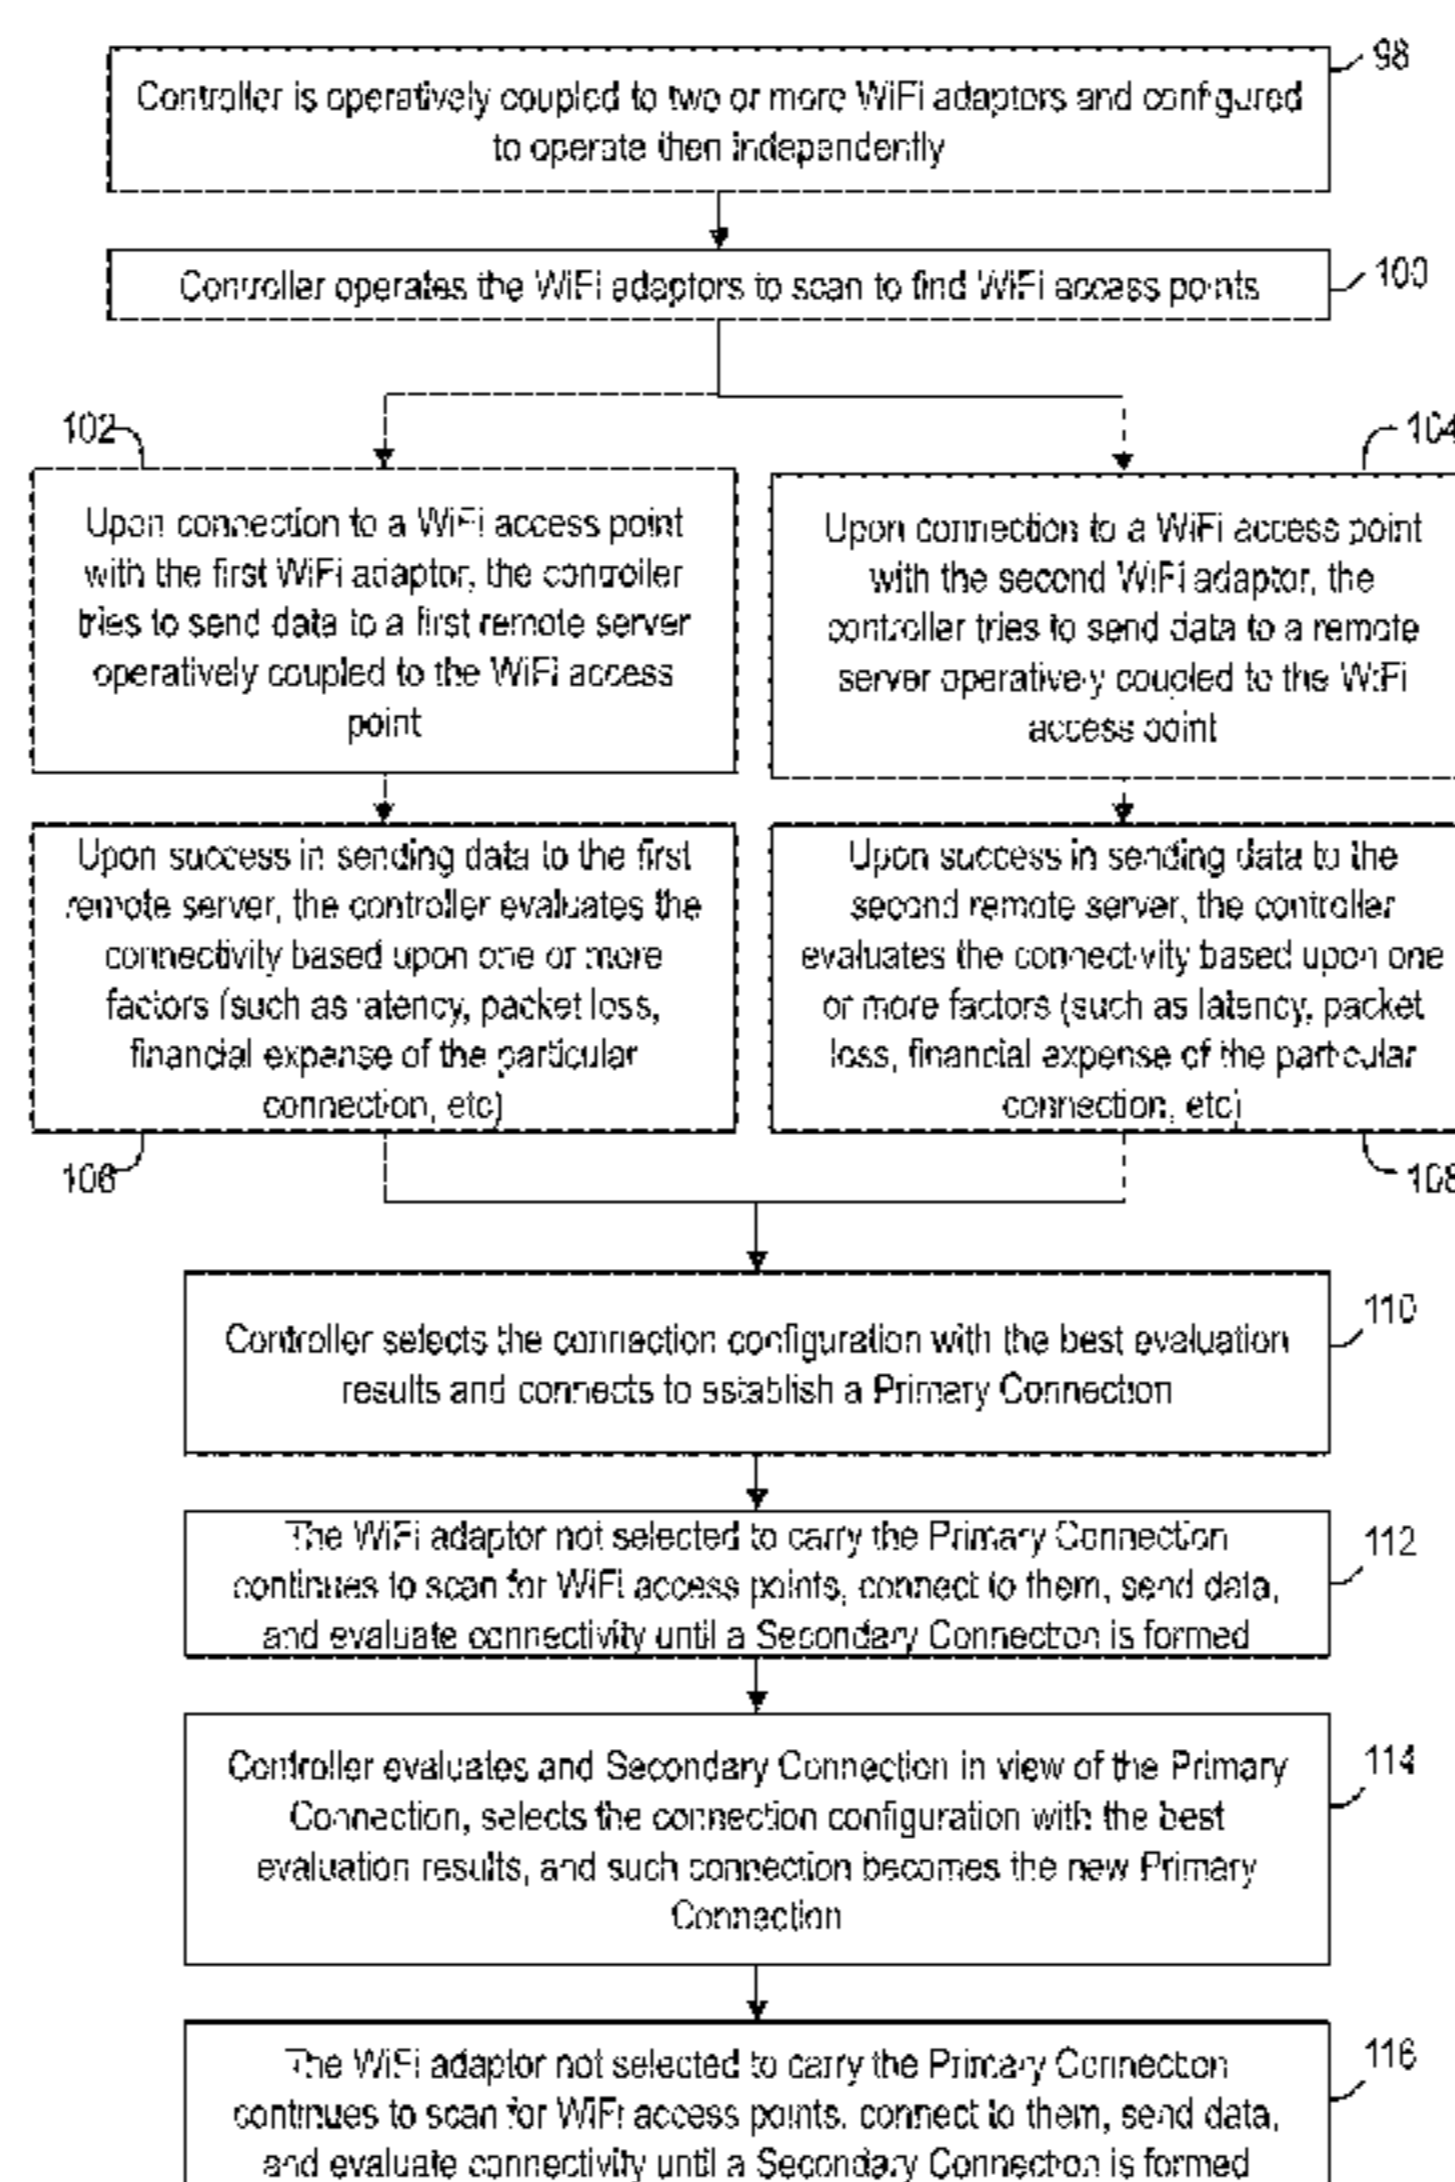 98
Controller is operatively coupled to two or more WiFi adaptors and configured
to operate then independently
Controller operates the WiFi adaptors to scan to find WiFi access points
100
102
104
Upon connection to a WiFi access point
with the first WiFi adaptor, the controller
tries to send data to a first remote server
operatively coupled to the WiFi access
point
Upon connection to a WiFi access point
with the second WiFi adaptor, the
controller tries to send data to a remote
server operatively coupled to the WiFi
access point
Upon success in sending data to the first
remote server, the controller evaluates the
connectivity based upon one or more
factors (such as latency, packet loss,
financial expense of the particular
connection, etc)
Upon success in sending data to the
second remote server, the controller
evaluates the connectivity based upon one
or more factors (such as latency, packet
loss, financial expense of the particular
connection, etc)
106
108
110
Controller selects the connection configuration with the best evaluation
results and connects to establish a Primary Connection
The WiFi adaptor not selected to carry the Primary Connection
continues to scan for WiFi access points, connect to them, send data,
and evaluate connectivity until a Secondary Connection is formed
112
Controller evaluates and Secondary Connection in view of the Primary
Connection, selects the connection configuration with the best
evaluation results, and such connection becomes the new Primary
Connection
114
The WiFi adaptor not selected to carry the Primary Connection
continues to scan for WiFi access points, connect to them, send data,
and evaluate connectivity until a Secondary Connection is formed
116